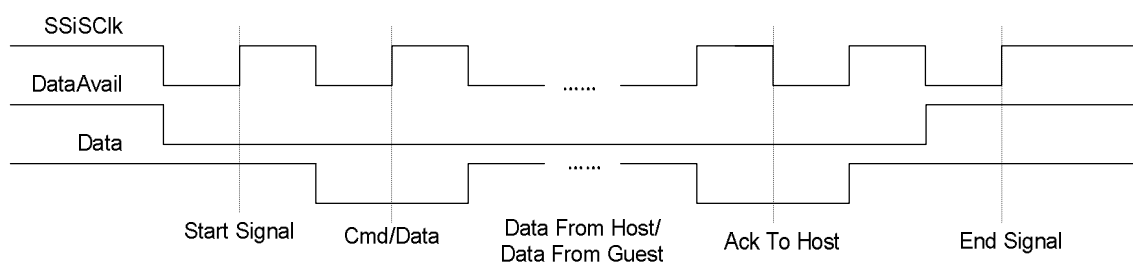 SSiSClk
DataAvail
......
Data
......
Start Signal
Cmd/Data
Data From Host/
Data From Guest
Ack To Host
End Signal